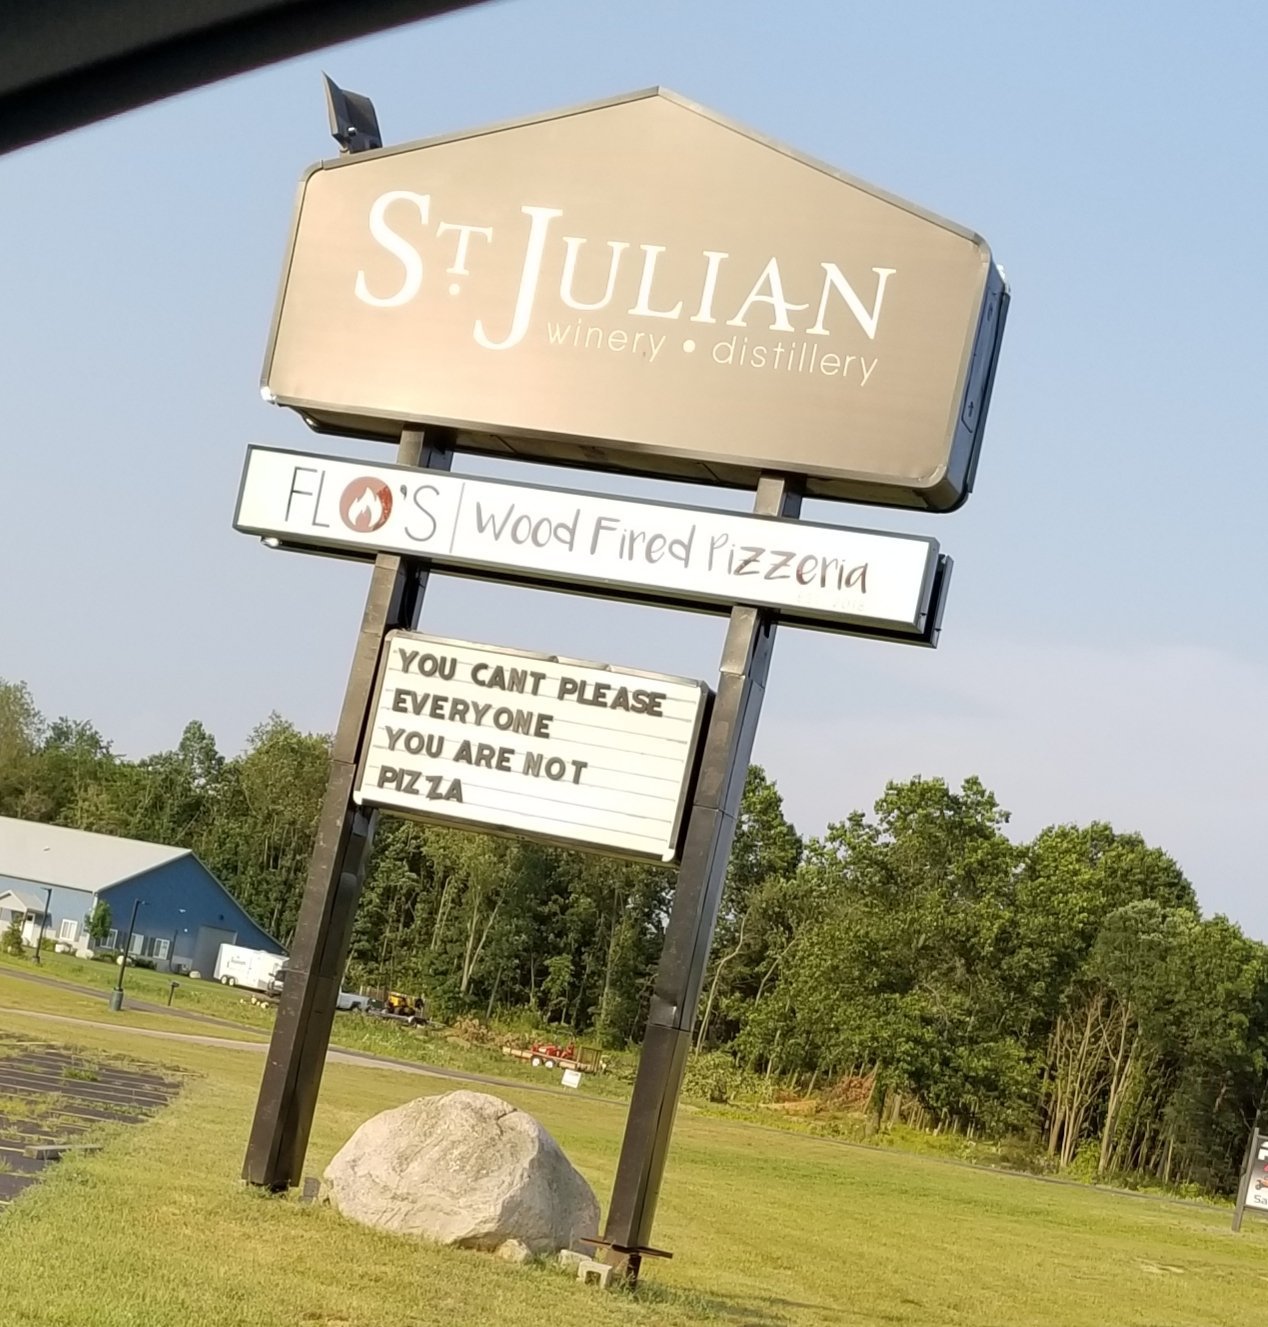 ST. JULIAN
winery • distillery
FLO'S | Wood Fired Pizzeria
YOU CANT PLEASE
EVERYONE
YOU ARE NOT
PIZZA